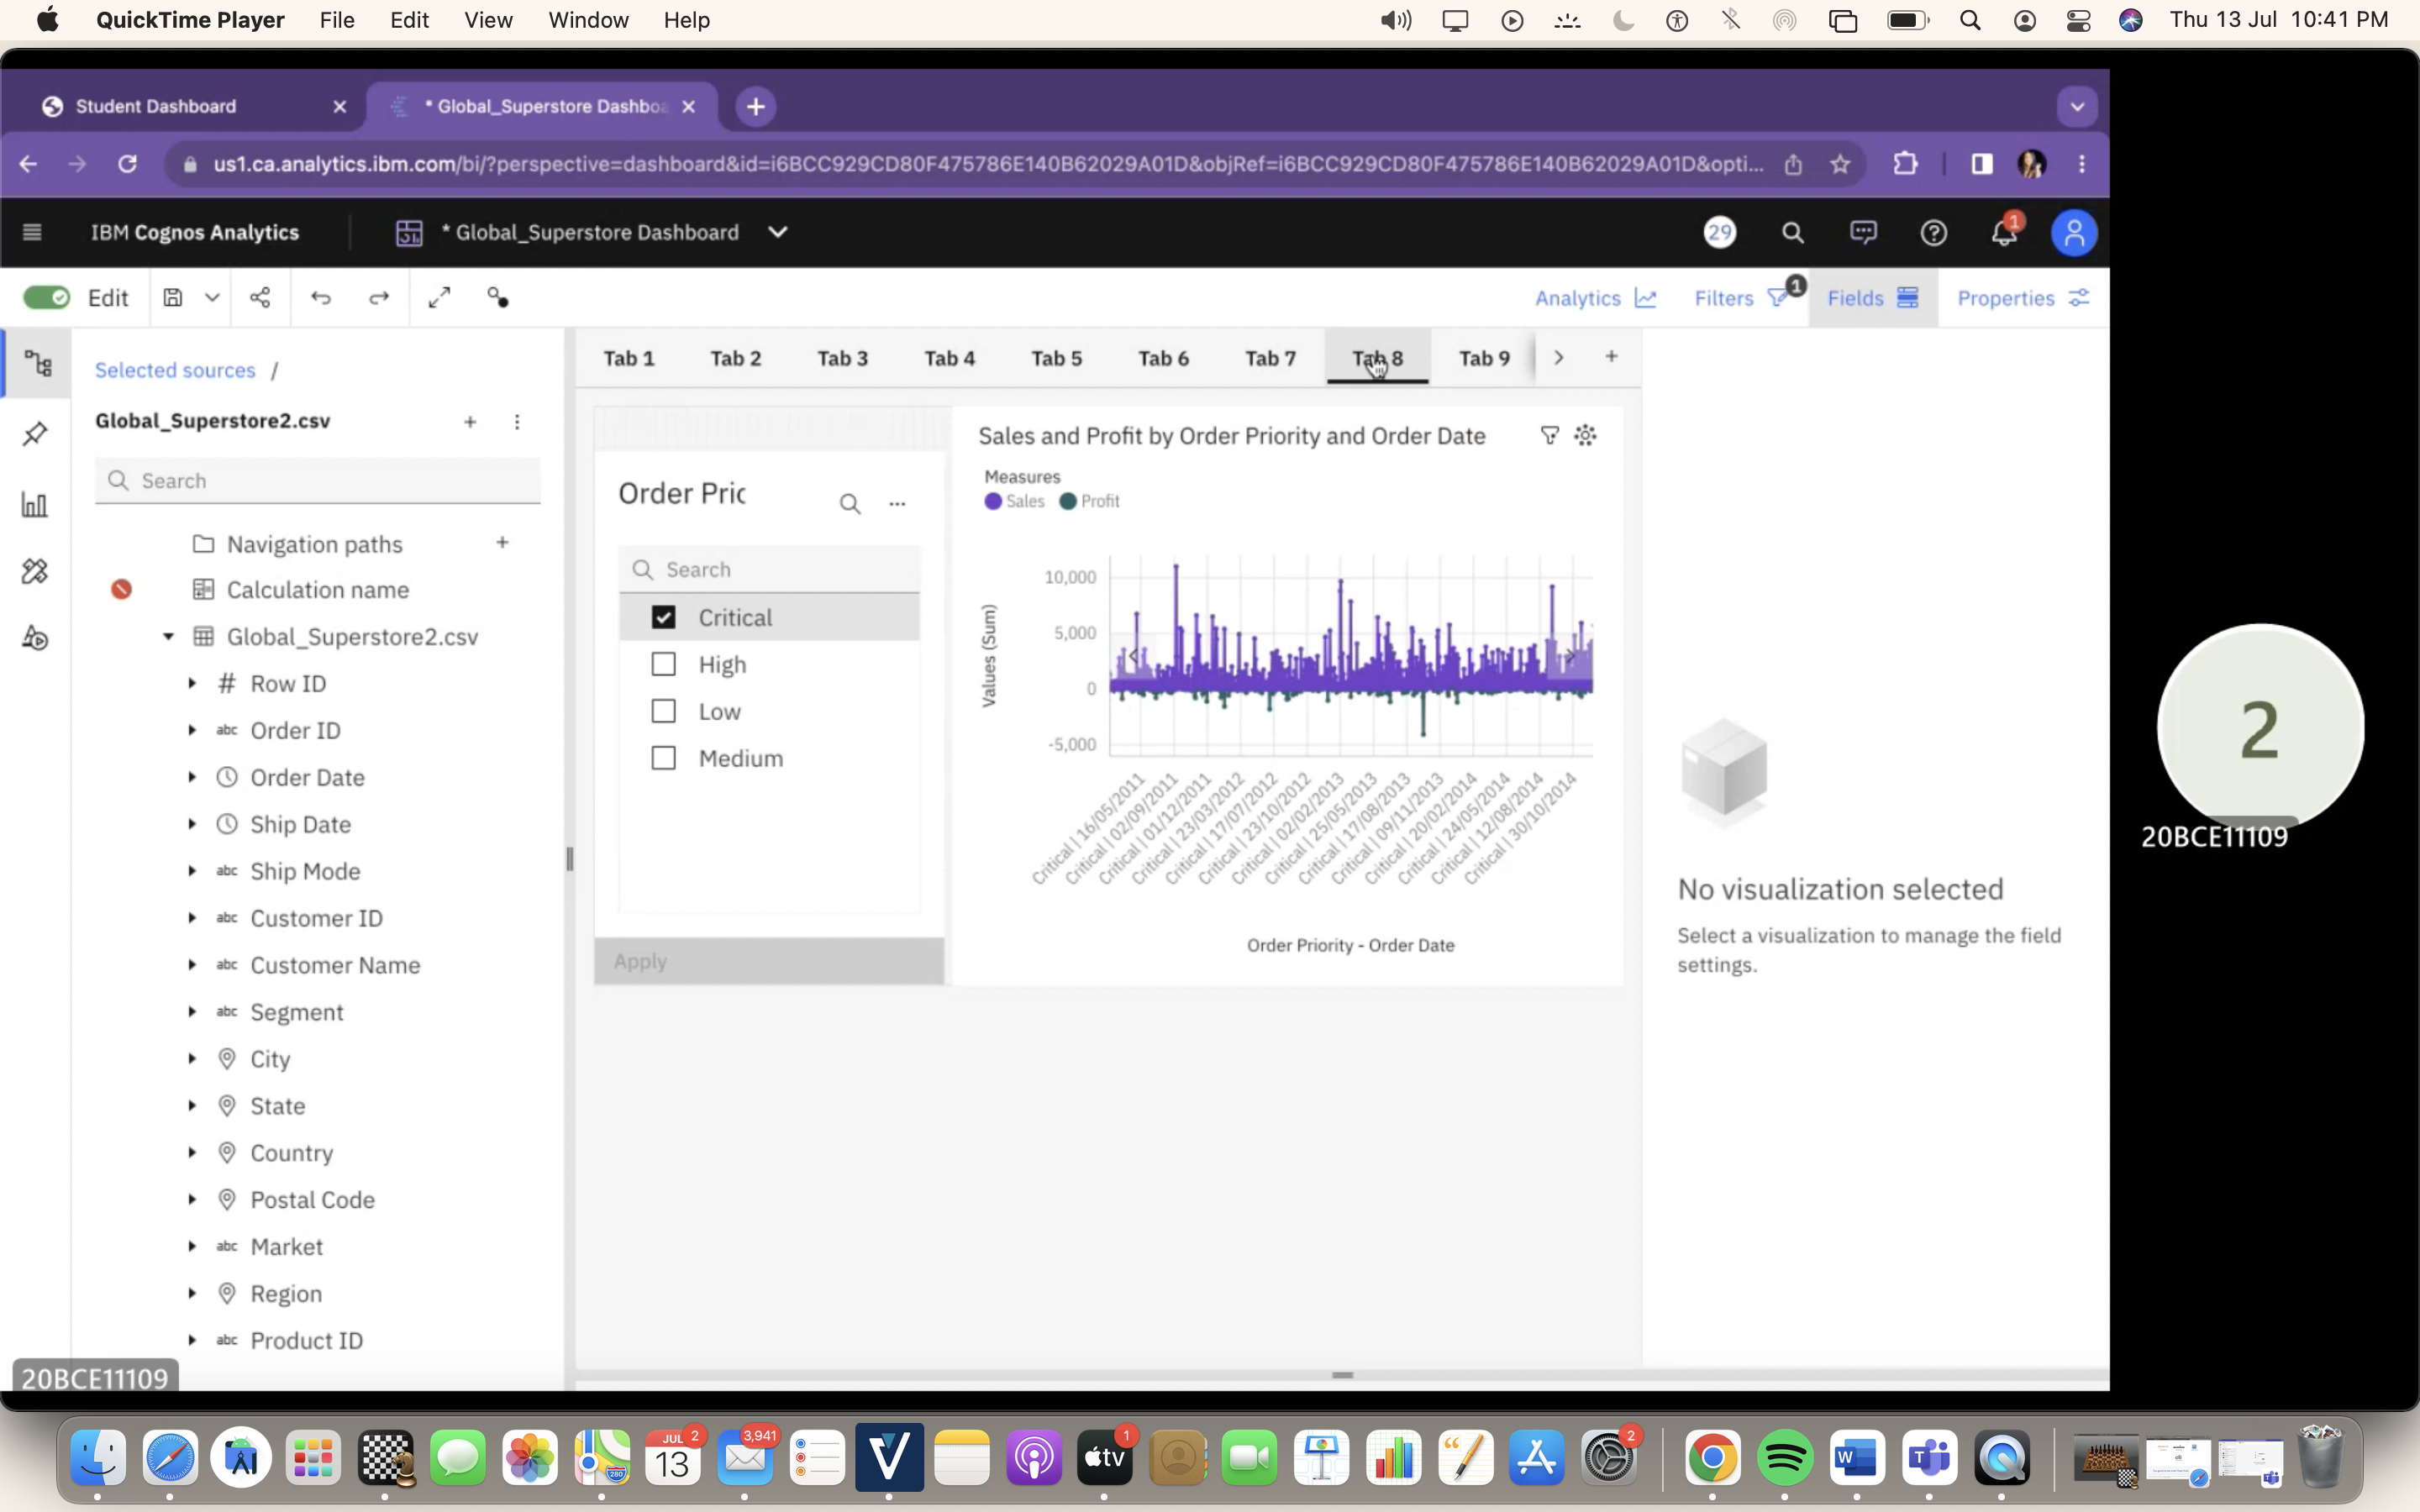 QuickTime Player File Edit View Window Help Thu 13 Jul 10:41 PM
Student Dashboard
* Global_Superstore Dashboa
us1.ca.analytics.ibm.com/bi/?perspective=dashboard&id=i6BCC929CD80F475786E140B62029A01D&objRef=i6BCC929CD80F475786E140B62029A01D&opti...
IBM Cognos Analytics * Global_Superstore Dashboard 29 1
Edit Analytics Filters 1 Fields Properties
Selected sources /
Global_Superstore2.csv
Search
Navigation paths
Calculation name
Global_Superstore2.csv
# Row ID
abc Order ID
Order Date
Ship Date
abc Ship Mode
abc Customer ID
abc Customer Name
abc Segment
City
State
Country
Postal Code
abc Market
Region
abc Product ID
20BCE11109
Tab 1 Tab 2 Tab 3 Tab 4 Tab 5 Tab 6 Tab 7 Tab 8 Tab 9
Order Pric
Search
Critical
High
Low
Medium
Apply
Sales and Profit by Order Priority and Order Date
Measures
Sales Profit
Values (Sum)
10,000
5,000
0
-5,000
Critical | 16/05/2011
Critical | 02/09/2011
Critical | 01/12/2011
Critical | 23/03/2012
Critical | 17/07/2012
Critical | 23/10/2012
Critical | 02/02/2013
Critical | 25/05/2013
Critical | 17/08/2013
Critical | 09/11/2013
Critical | 20/02/2014
Critical | 24/05/2014
Critical | 12/08/2014
Critical | 30/10/2014
Order Priority - Order Date
No visualization selected
Select a visualization to manage the field
settings.
2
20BCE11109
JUL 2
13
280
3,941
tv
1
2